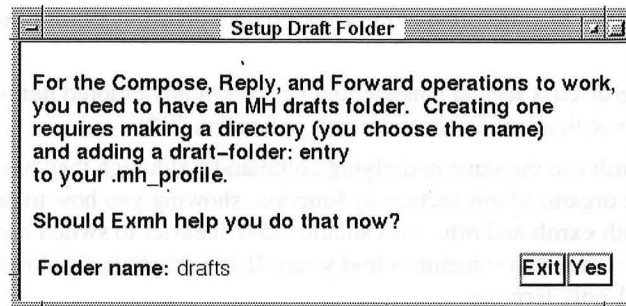 Setup Draft Folder
For the Compose, Reply, and Forward operations to work,
you need to have an MH drafts folder. Creating one
requires making a directory (you choose the name)
and adding a draft-folder: entry
to your .mh_profile.
Should Exmh help you do that now?
Folder name: drafts
Exit Yes